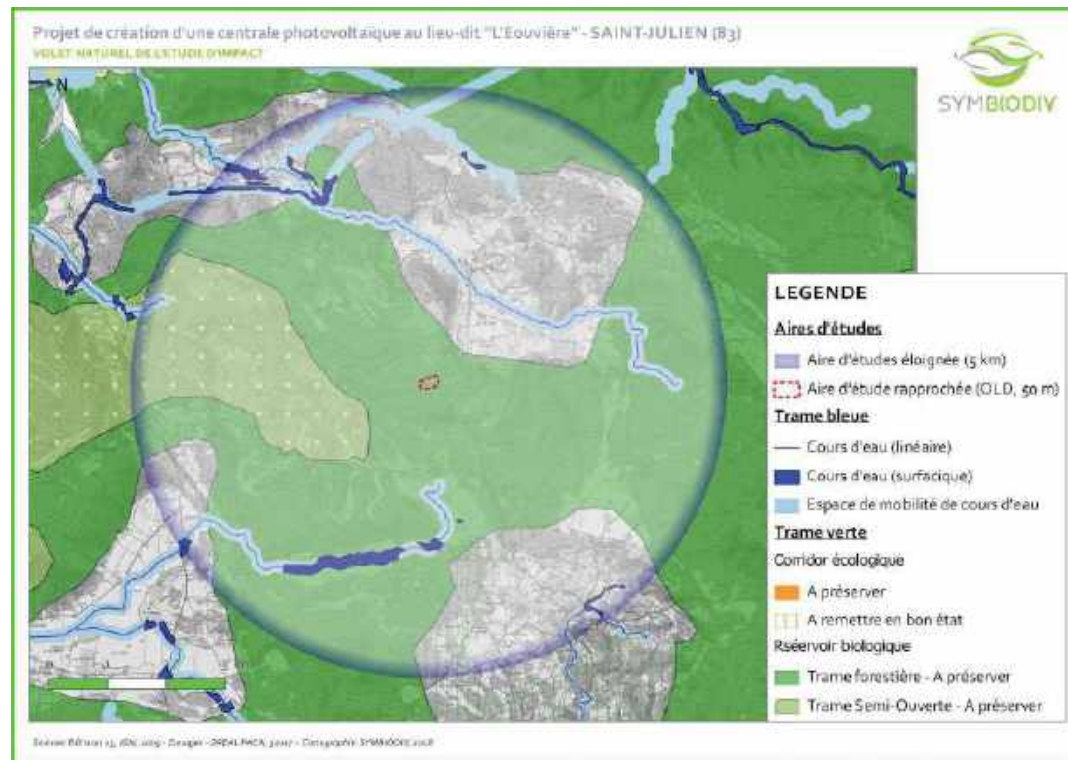 Projet de création d'une centrale photovoltaïque au lieu-dit "L'Eouvière" - SAINT-JULIEN (83)
VOLET NATUREL DE L'ETUDE D'IMPACT
SYMBIODIV
N
LEGENDE
Aires d'études
Aire d'études éloignée (5 km)
Aire d'étude rapprochée (OLD, 50 m)
Trame bleue
Cours d'eau (linéaire)
Cours d'eau (surfacique)
Espace de mobilité de cours d'eau
Trame verte
Corridor écologique
A préserver
A remettre en bon état
Rséervoir biologique
Trame forestière - A préserver
Trame Semi-Ouverte - A préserver